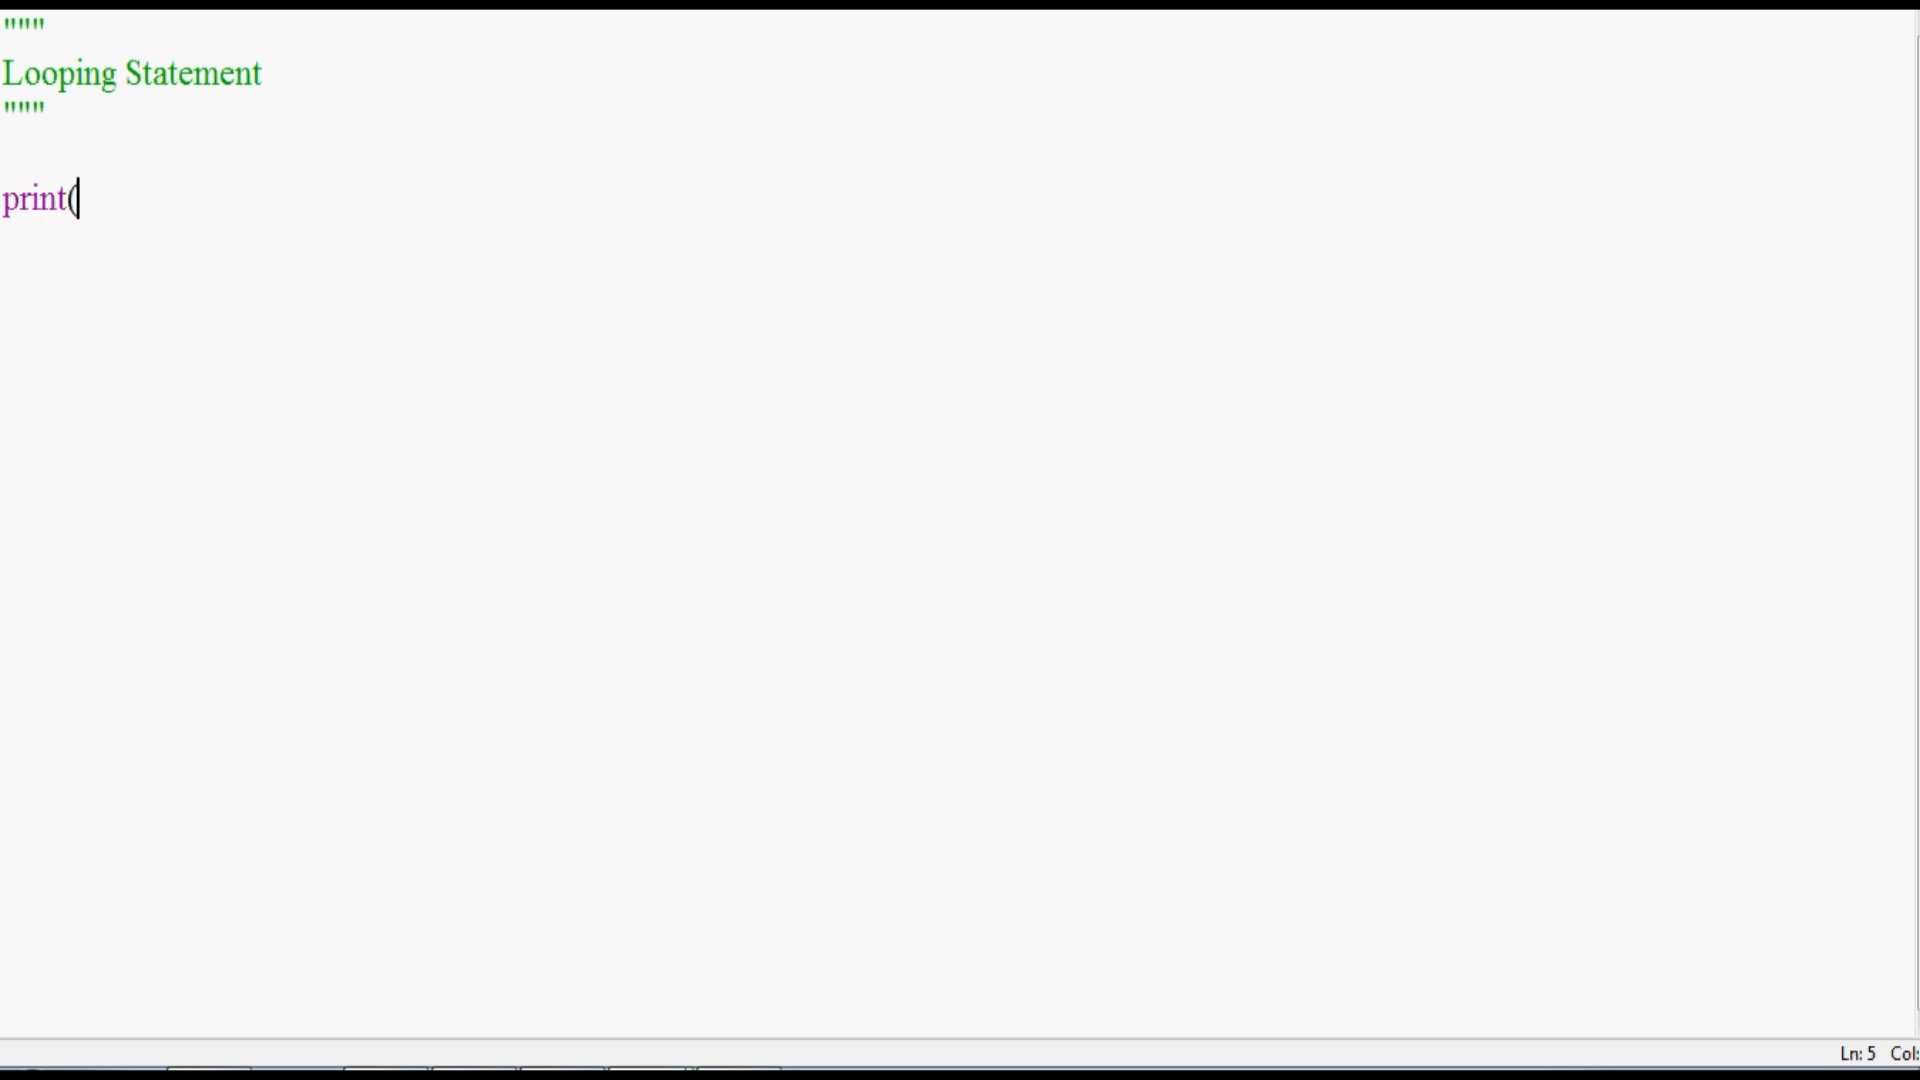 """
Looping Statement
"""
print(
Ln: 5 Col: